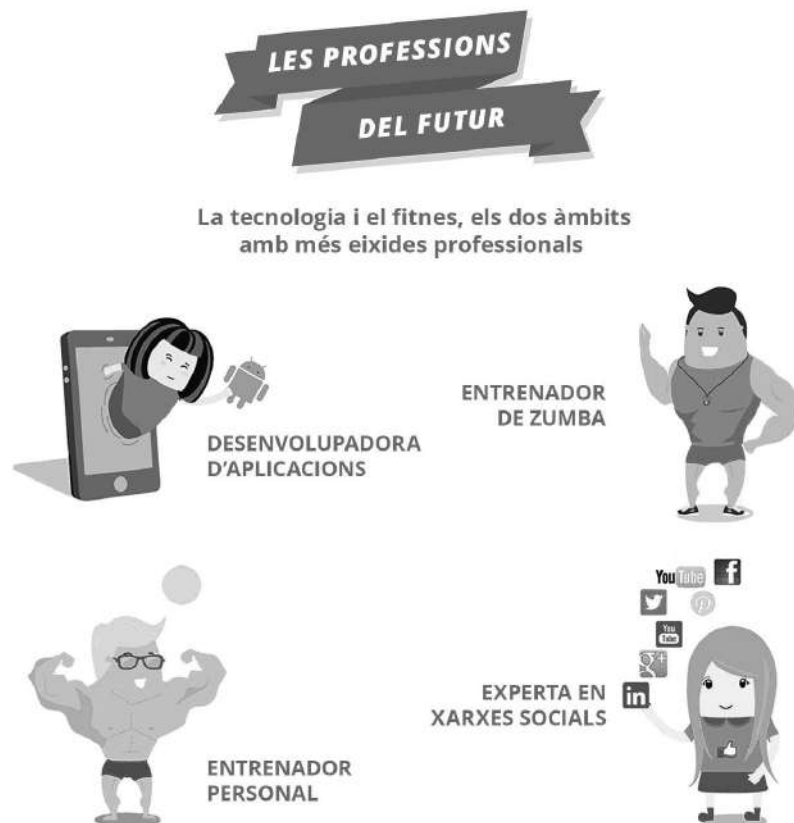 LES PROFESSIONS
DEL FUTUR
La tecnologia i el fitnes, els dos àmbits
amb més eixides professionals
DESENVOLUPADORA
D'APLICACIONS
ENTRENADOR
DE ZUMBA
ENTRENADOR
PERSONAL
YouTube
f
You
Tube
g+
in
EXPERTA EN
XARXES SOCIALS